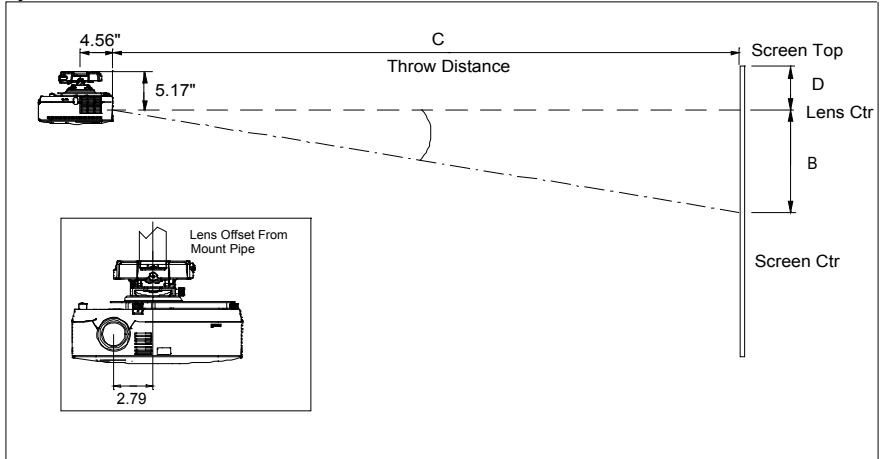 4.56"
C
Throw Distance
Screen Top
5.17"
D
Lens Ctr
B
Lens Offset From
Mount Pipe
Screen Ctr
2.79